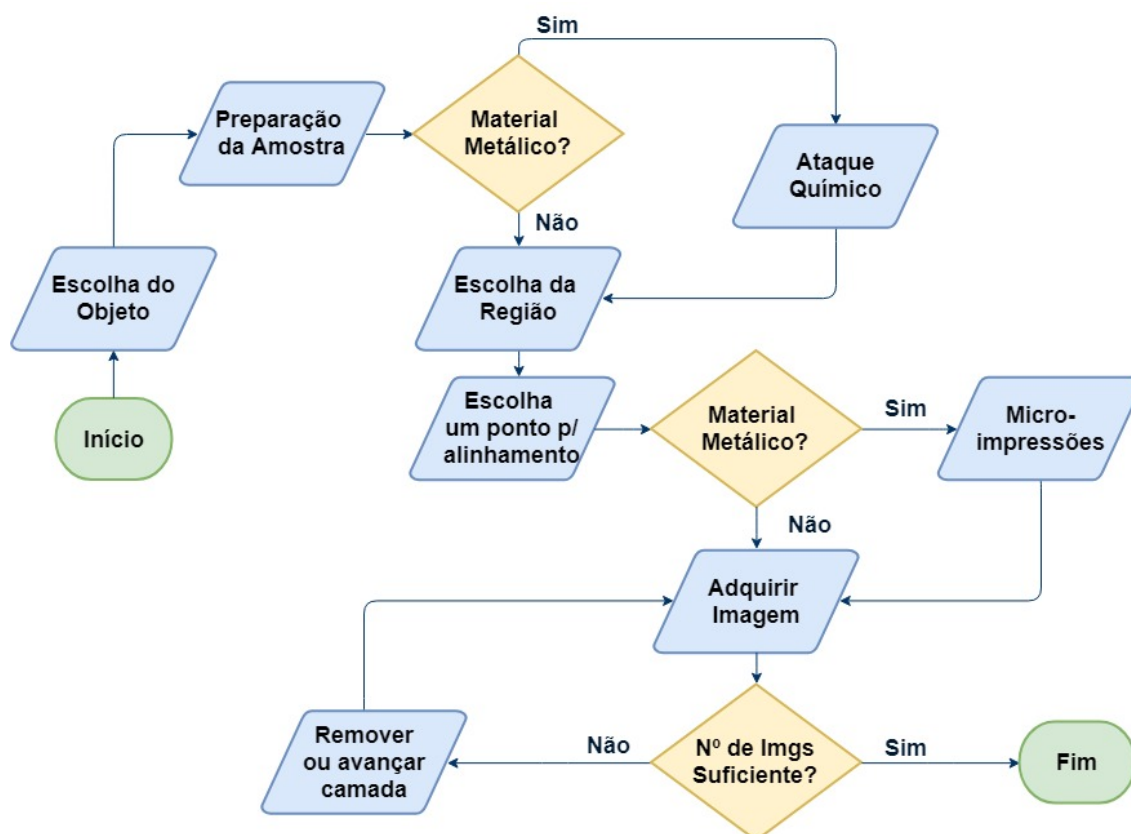 Sim
Preparação
da Amostra
Material
Metálico?
Ataque
Químico
Não
Escolha do
Objeto
Escolha da
Região
Início
Escolha
um ponto p/
alinhamento
Material
Metálico?
Sim
Micro-
impressões
Não
Adquirir
Imagem
Remover
ou avançar
camada
Não
Nº de Imgs
Suficiente?
Sim
Fim